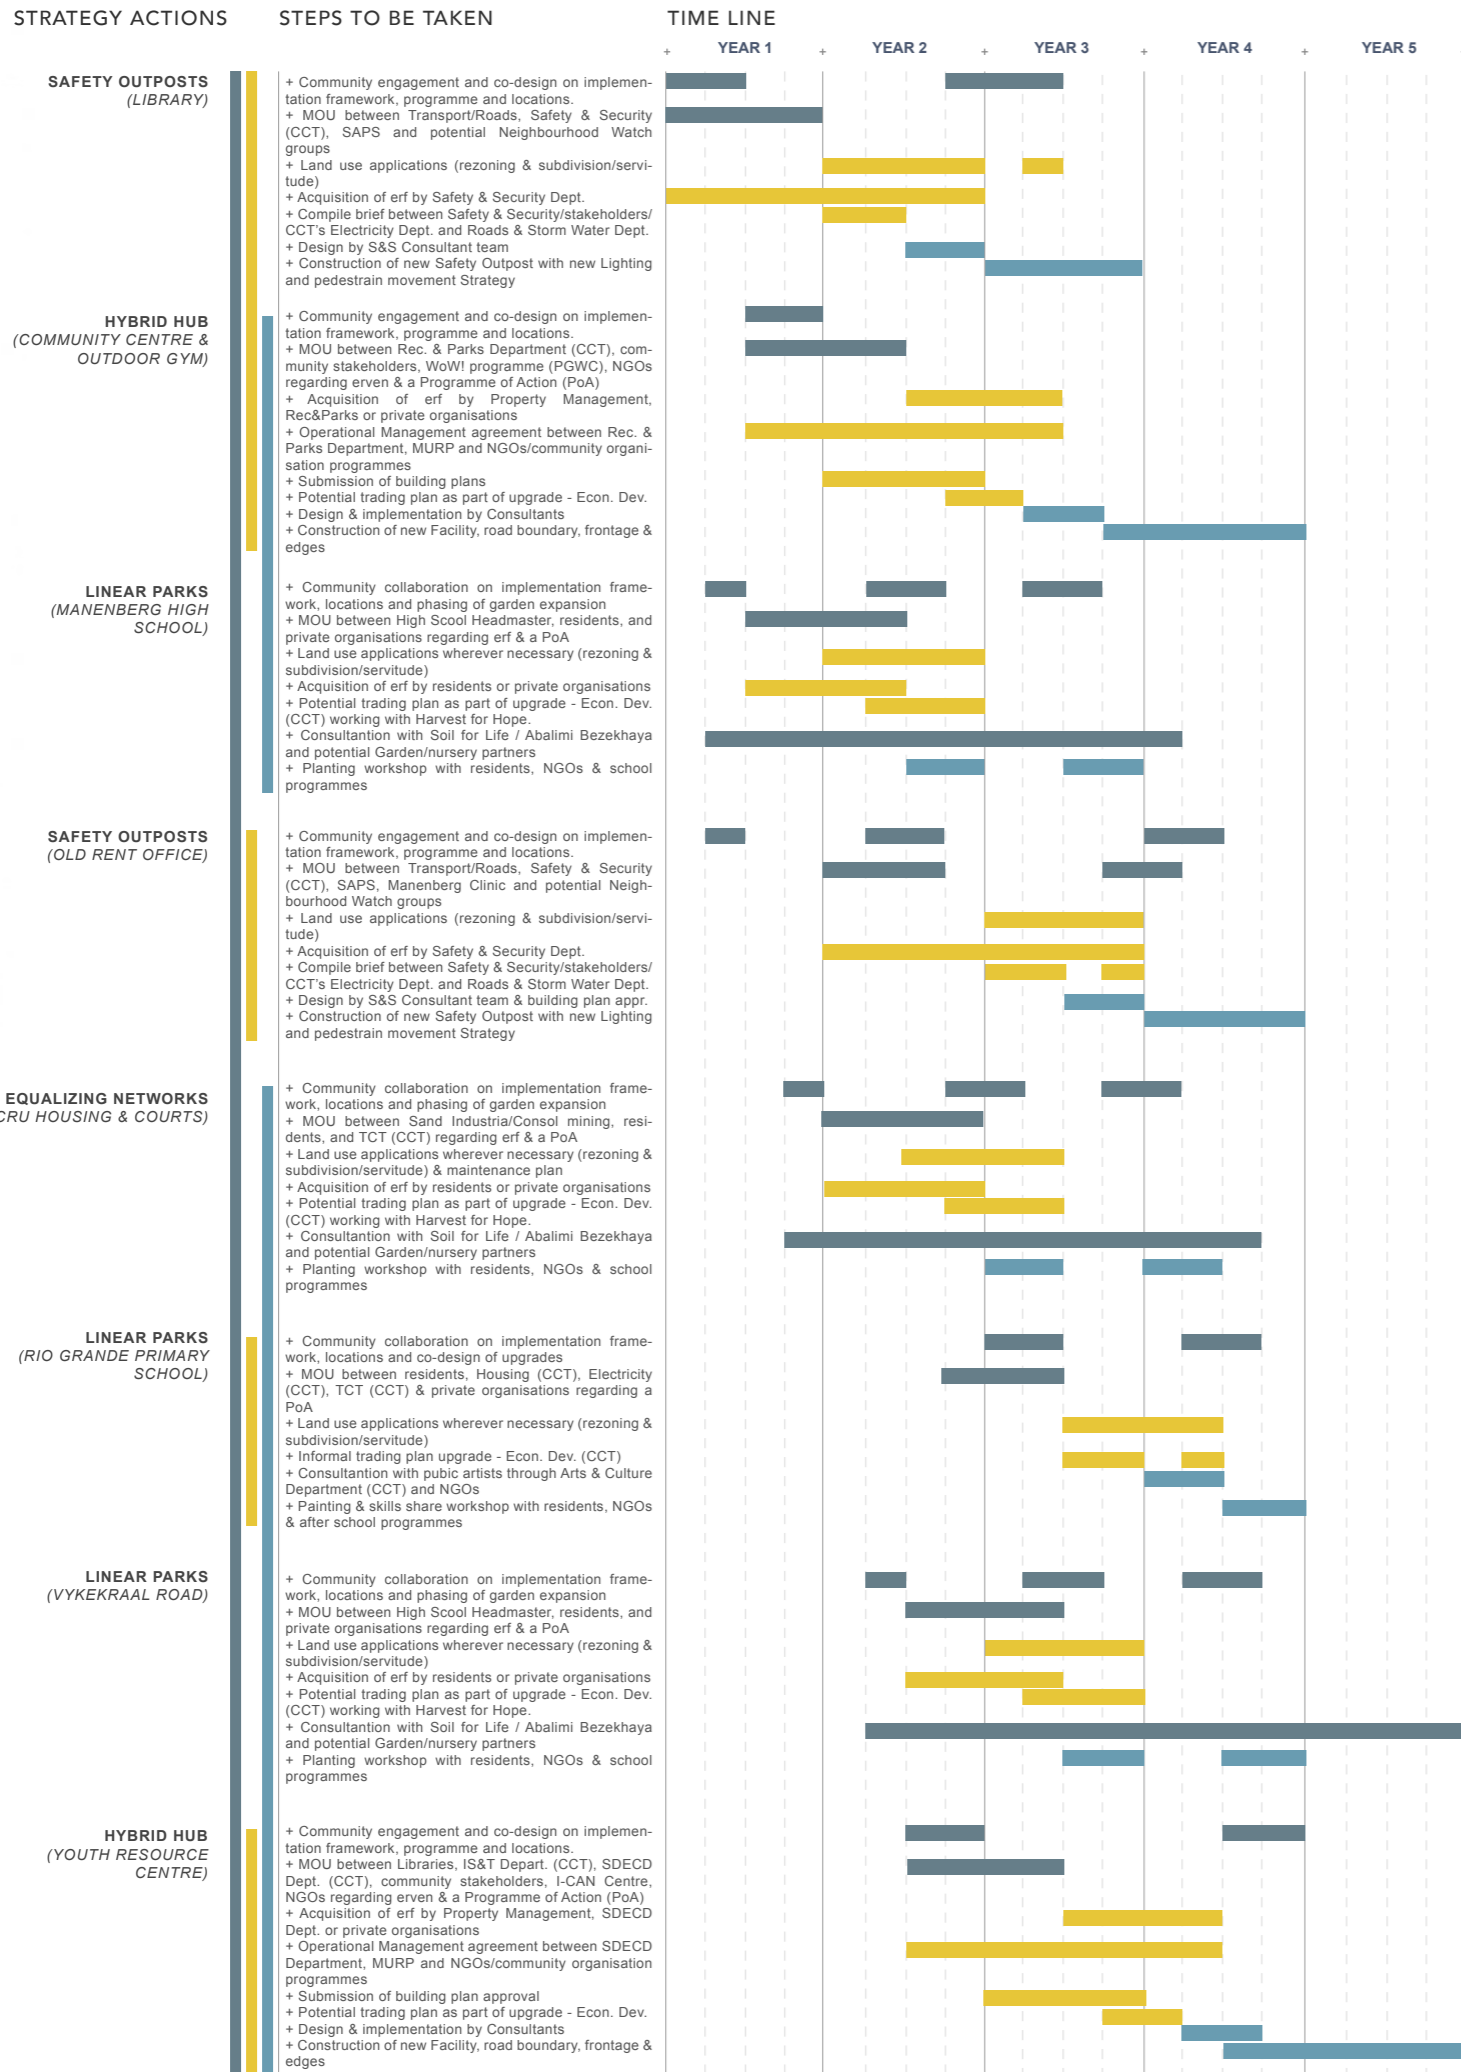 STRATEGY ACTIONS
STEPS TO BE TAKEN
TIME LINE
+ YEAR 1 + YEAR 2 + YEAR 3 + YEAR 4 + YEAR 5
SAFETY OUTPOSTS
(LIBRARY)
+ Community engagement and co-design on implemen-
tation framework, programme and locations.
+ MOU between Transport/Roads, Safety & Security
(CCT), SAPS and potential Neighbourhood Watch
groups
+ Land use applications (rezoning & subdivision/servi-
tude)
+ Acquisition of erf by Safety & Security Dept.
+ Compile brief between Safety & Security/stakeholders/
CCT's Electricity Dept. and Roads & Storm Water Dept.
+ Design by S&S Consultant team
+ Construction of new Safety Outpost with new Lighting
and pedestrain movement Strategy
HYBRID HUB
(COMMUNITY CENTRE &
OUTDOOR GYM)
+ Community engagement and co-design on implemen-
tation framework, programme and locations.
+ MOU between Rec. & Parks Department (CCT), com-
munity stakeholders, WoW! programme (PGWC), NGOs
regarding erven & a Programme of Action (PoA)
+ Acquisition of erf by Property Management,
Rec&Parks or private organisations
+ Operational Management agreement between Rec. &
Parks Department, MURP and NGOs/community organi-
sation programmes
+ Submission of building plans
+ Potential trading plan as part of upgrade - Econ. Dev.
+ Design & implementation by Consultants
+ Construction of new Facility, road boundary, frontage &
edges
LINEAR PARKS
(MANENBERG HIGH
SCHOOL)
+ Community collaboration on implementation frame-
work, locations and phasing of garden expansion
+ MOU between High Scool Headmaster, residents, and
private organisations regarding erf & a PoA
+ Land use applications wherever necessary (rezoning &
subdivision/servitude)
+ Acquisition of erf by residents or private organisations
+ Potential trading plan as part of upgrade - Econ. Dev.
(CCT) working with Harvest for Hope.
+ Consultantion with Soil for Life / Abalimi Bezekhaya
and potential Garden/nursery partners
+ Planting workshop with residents, NGOs & school
programmes
SAFETY OUTPOSTS
(OLD RENT OFFICE)
+ Community engagement and co-design on implemen-
tation framework, programme and locations.
+ MOU between Transport/Roads, Safety & Security
(CCT), SAPS, Manenberg Clinic and potential Neigh-
bourhood Watch groups
+ Land use applications (rezoning & subdivision/servi-
tude)
+ Acquisition of erf by Safety & Security Dept.
+ Compile brief between Safety & Security/stakeholders/
CCT's Electricity Dept. and Roads & Storm Water Dept.
+ Design by S&S Consultant team & building plan appr.
+ Construction of new Safety Outpost with new Lighting
and pedestrain movement Strategy
EQUALIZING NETWORKS
CRU HOUSING & COURTS)
+ Community collaboration on implementation frame-
work, locations and phasing of garden expansion
+ MOU between Sand Industria/Consol mining, resi-
dents, and TCT (CCT) regarding erf & a PoA
+ Land use applications wherever necessary (rezoning &
subdivision/servitude) & maintenance plan
+ Acquisition of erf by residents or private organisations
+ Potential trading plan as part of upgrade - Econ. Dev.
(CCT) working with Harvest for Hope.
+ Consultantion with Soil for Life / Abalimi Bezekhaya
and potential Garden/nursery partners
+ Planting workshop with residents, NGOs & school
programmes
LINEAR PARKS
(RIO GRANDE PRIMARY
SCHOOL)
+ Community collaboration on implementation frame-
work, locations and co-design of upgrades
+ MOU between residents, Housing (CCT), Electricity
(CCT), TCT (CCT) & private organisations regarding a
PoA
+ Land use applications wherever necessary (rezoning &
subdivision/servitude)
+ Informal trading plan upgrade - Econ. Dev. (CCT)
+ Consultantion with pubic artists through Arts & Culture
Department (CCT) and NGOs
+ Painting & skills share workshop with residents, NGOs
& after school programmes
LINEAR PARKS
(VYKEKRAAL ROAD)
+ Community collaboration on implementation frame-
work, locations and phasing of garden expansion
+ MOU between High Scool Headmaster, residents, and
private organisations regarding erf & a PoA
+ Land use applications wherever necessary (rezoning &
subdivision/servitude)
+ Acquisition of erf by residents or private organisations
+ Potential trading plan as part of upgrade - Econ. Dev.
(CCT) working with Harvest for Hope.
+ Consultantion with Soil for Life / Abalimi Bezekhaya
and potential Garden/nursery partners
+ Planting workshop with residents, NGOs & school
programmes
HYBRID HUB
(YOUTH RESOURCE
CENTRE)
+ Community engagement and co-design on implemen-
tation framework, programme and locations.
+ MOU between Libraries, IS&T Depart. (CCT), SDECD
Dept. (CCT), community stakeholders, I-CAN Centre,
NGOs regarding erven & a Programme of Action (PoA)
+ Acquisition of erf by Property Management, SDECD
Dept. or private organisations
+ Operational Management agreement between SDECD
Department, MURP and NGOs/community organisation
programmes
+ Submission of building plan approval
+ Potential trading plan as part of upgrade - Econ. Dev.
+ Design & implementation by Consultants
+ Construction of new Facility, road boundary, frontage &
edges